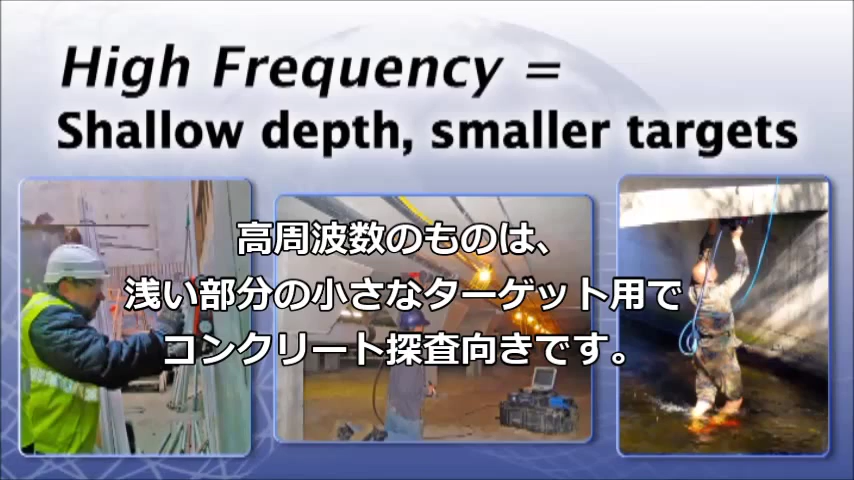 High Frequency =
Shallow depth, smaller targets
高周波数のものは、
浅い部分の小さなターゲット用で
コンクリート探査向きです。